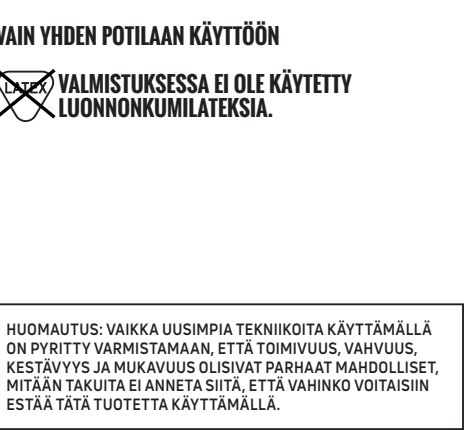 VAIN YHDEN POTILAAN KÄYTTÖÖN
LATEX
VALMISTUKSESSA EI OLE KÄYTETTY
LUONNONKUMILATEKSIA.
HUOMAUTUS: VAIKKA UUSIMPIA TEKNIIKOITA KÄYTTÄMÄLLÄ
ON PYRITTY VARMISTAMAAN, ETTÄ TOIMIVUUS, VAHVUUS,
KESTÄVYYS JA MUKAVUUS OLISIVAT PARHAAT MAHDOLLISET,
MITÄÄN TAKUITA EI ANNETA SIITÄ, ETTÄ VAHINKO VOITAISIIN
ESTÄÄ TÄTÄ TUOTETTA KÄYTTÄMÄLLÄ.